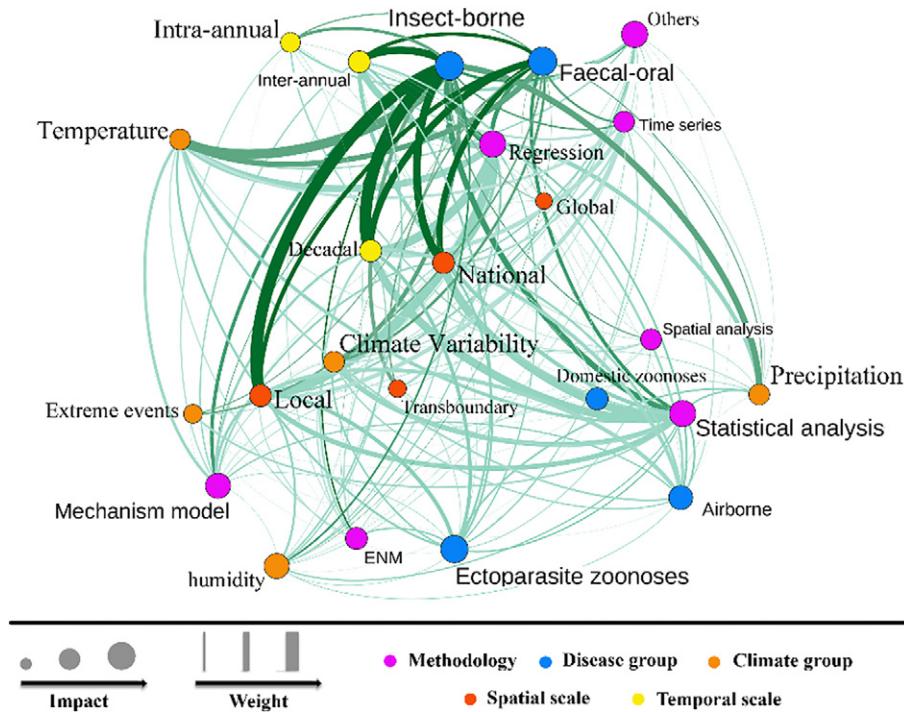 Insect-borne
Others
Intra-annual
Inter-annual
Faecal-oral
Temperature
Time series
Regression
Global
Decadal
National
Spatial analysis
Climate Variability
Domestic zoonoses
Precipitation
Extreme events
Local
Transboundary
Statistical analysis
Mechanism model
Airborne
ENM
humidity
Ectoparasite zoonoses
Impact
Weight
Methodology
Disease group
Climate group
Spatial scale
Temporal scale